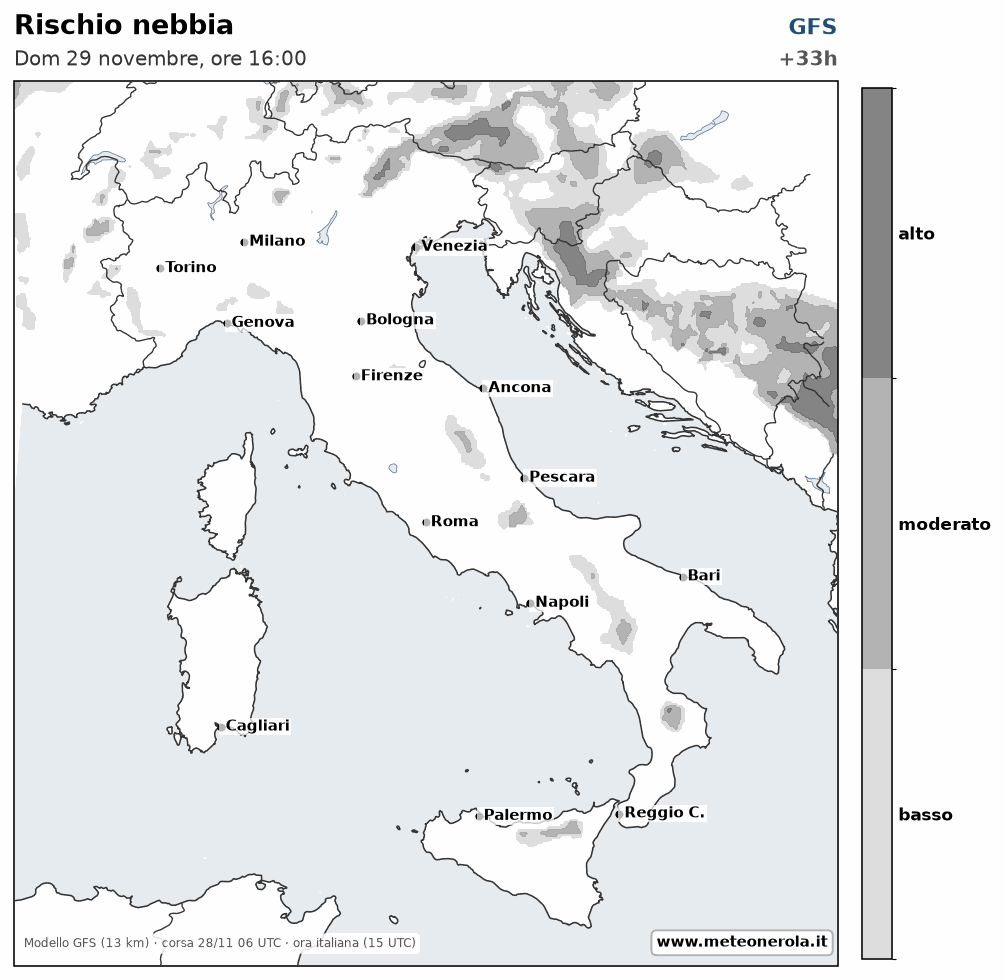 Rischio nebbia
GFS
Dom 29 novembre, ore 16:00
+33h
Milano
Venezia
Torino
Genova
Bologna
Firenze
Ancona
Pescara
Roma
Bari
Napoli
Cagliari
Palermo
Reggio C.
alto
moderato
basso
Modello GFS (13 km) · corsa 28/11 06 UTC · ora italiana (15 UTC)
www.meteonerola.it